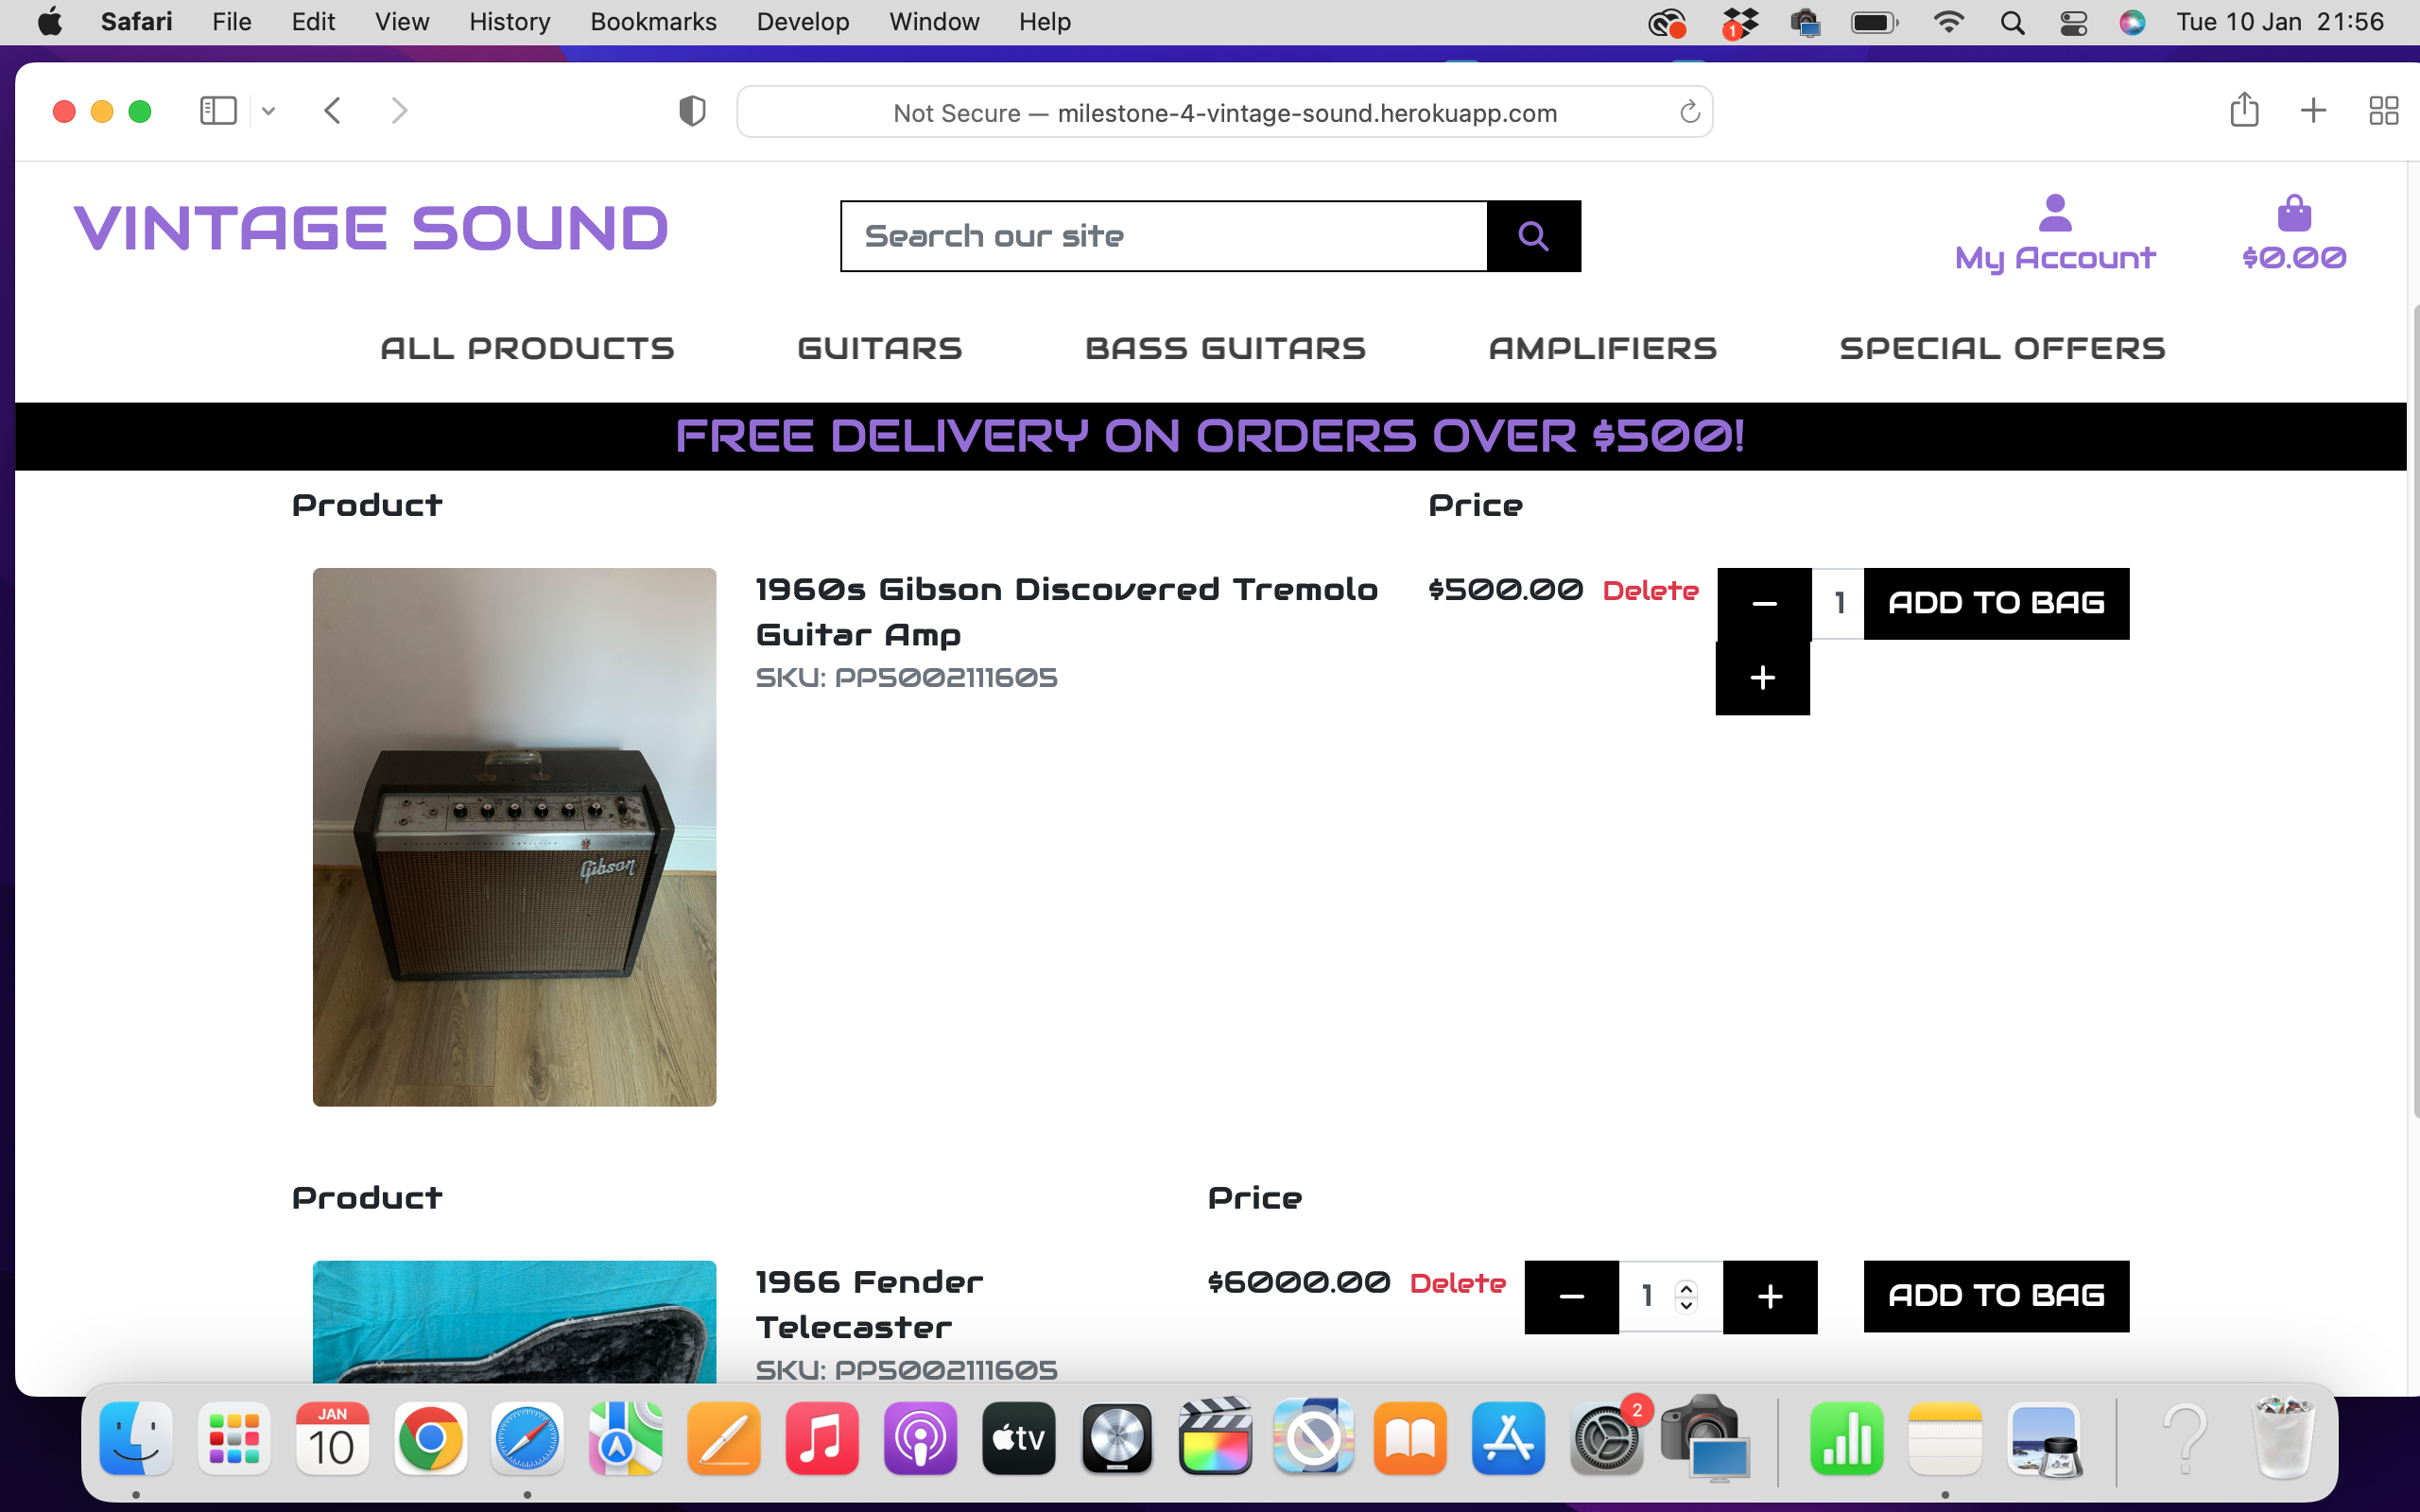 Safari File Edit View History Bookmarks Develop Window Help 1 Tue 10 Jan 21:56
Not Secure — milestone-4-vintage-sound.herokuapp.com
VINTAGE SOUND
Search our site
My Account
$0.00
ALL PRODUCTS GUITARS BASS GUITARS AMPLIFIERS SPECIAL OFFERS
FREE DELIVERY ON ORDERS OVER $500!
Product Price
1960s Gibson Discovered Tremolo
Guitar Amp
SKU: PP5002111605
$500.00 Delete − 1 ADD TO BAG
+
Gibson
Product Price
1966 Fender
Telecaster
SKU: PP5002111605
$6000.00 Delete − 1 + ADD TO BAG
JAN
10
tv
2